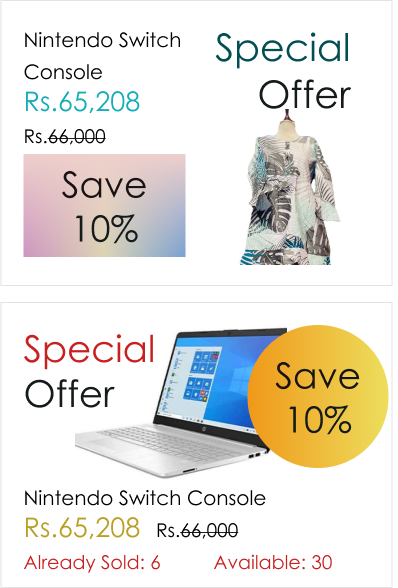 Nintendo Switch
Console
Rs.65,208
Rs.66,000
Save
10%
Special
Offer
Special
Offer
Save
10%
Nintendo Switch Console
Rs.65,208 Rs.66,000
Already Sold: 6 Available: 30